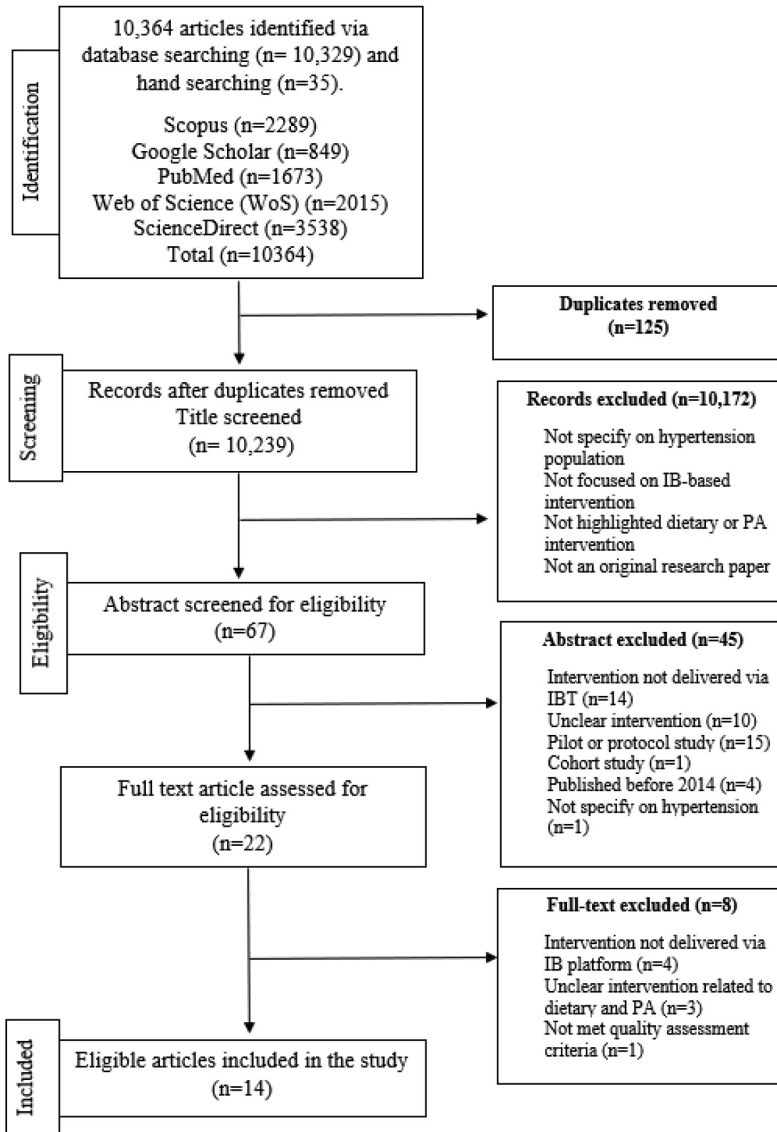 Identification
10,364 articles identified via
database searching (n= 10,329) and
hand searching (n=35).
Scopus (n=2289)
Google Scholar (n=849)
PubMed (n=1673)
Web of Science (WoS) (n=2015)
ScienceDirect (n=3538)
Total (n=10364)
Duplicates removed
(n=125)
Screening
Records after duplicates removed
Title screened
(n= 10,239)
Records excluded (n=10,172)
Not specify on hypertension
population
Not focused on IB-based
intervention
Not highlighted dietary or PA
intervention
Not an original research paper
Eligibility
Abstract screened for eligibility
(n=67)
Abstract excluded (n=45)
Intervention not delivered via
IBT (n=14)
Unclear intervention (n=10)
Pilot or protocol study (n=15)
Cohort study (n=1)
Published before 2014 (n=4)
Not specify on hypertension
(n=1)
Full text article assessed for
eligibility
(n=22)
Full-text excluded (n=8)
Intervention not delivered via
IB platform (n=4)
Unclear intervention related to
dietary and PA (n=3)
Not met quality assessment
criteria (n=1)
Included
Eligible articles included in the study
(n=14)